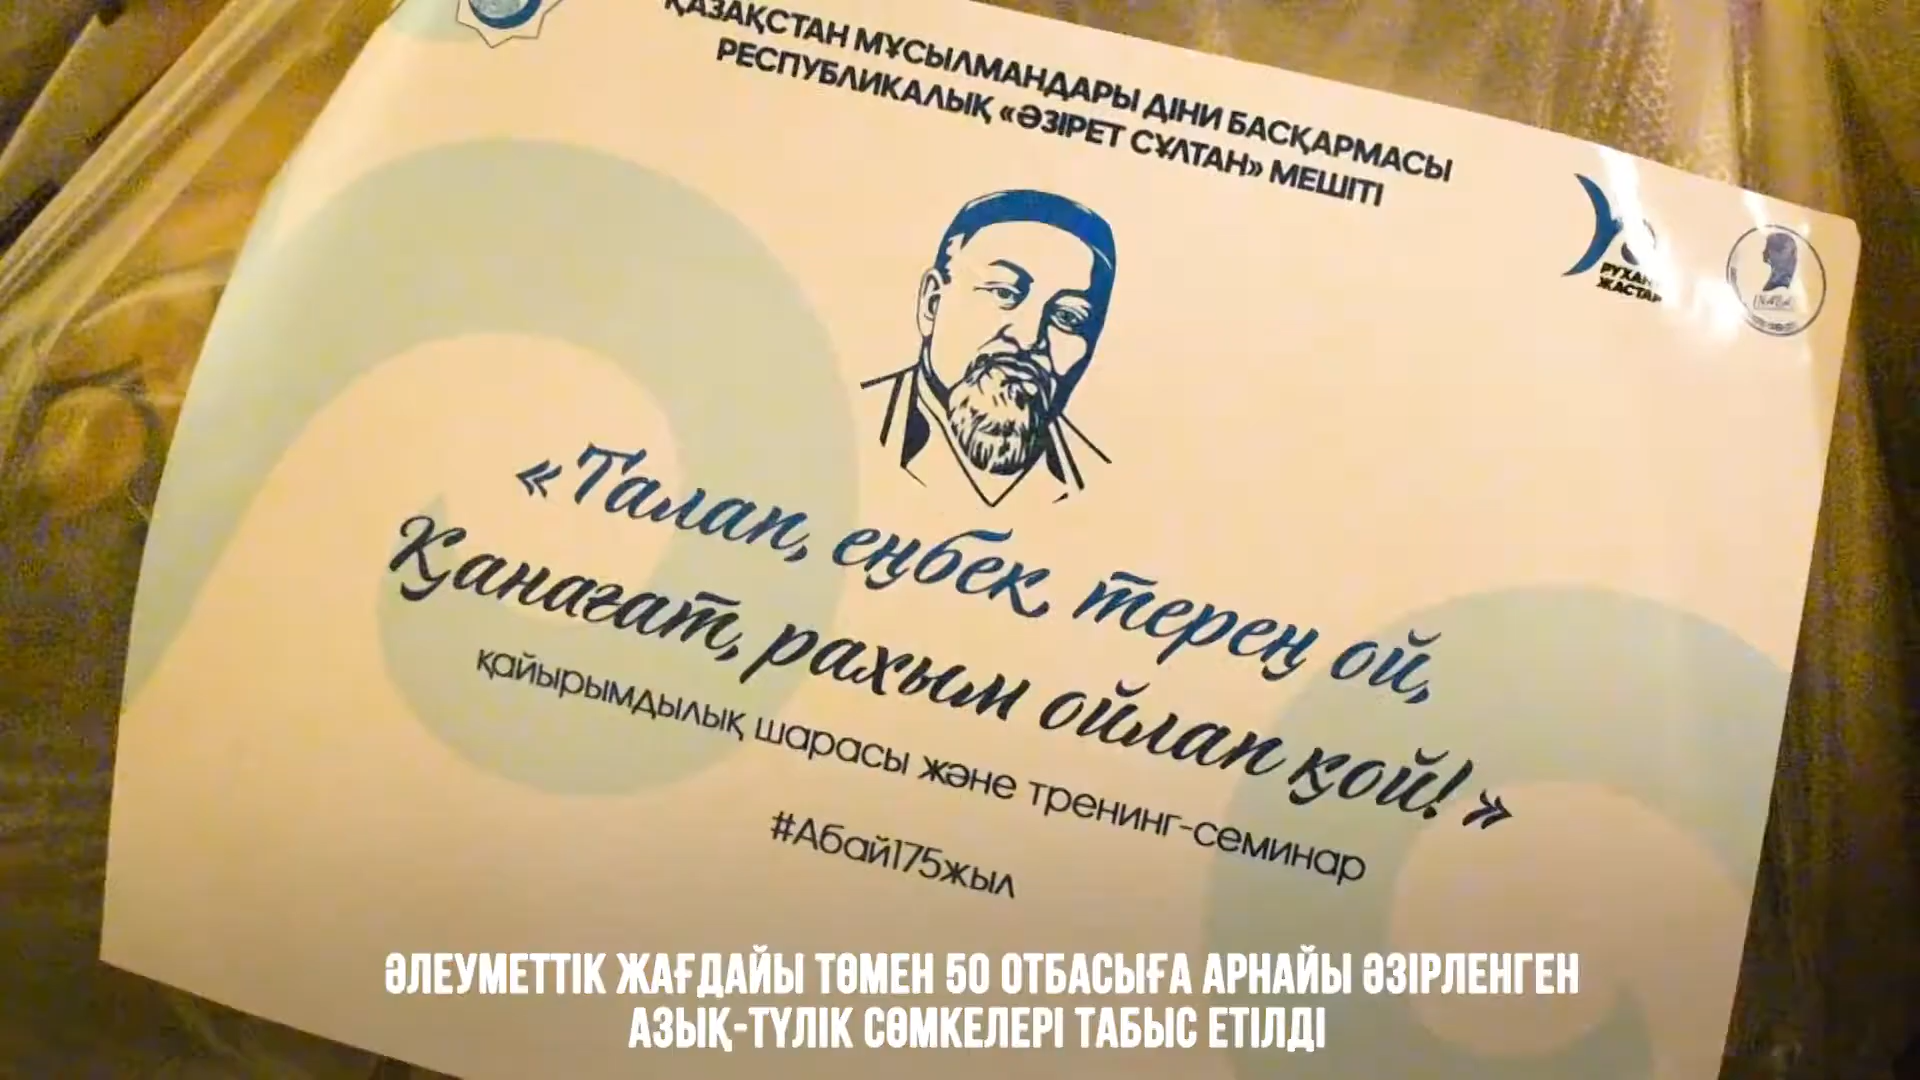 ҚАЗАҚСТАН МҰСЫЛМАНДАРЫ ДІНИ БАСҚАРМАСЫ
РЕСПУБЛИКАЛЫҚ «ӘЗІРЕТ СҰЛТАН» МЕШІТІ
ЖАСТАР
«Талап, еңбек, терең ой,
Қанағат, рахым ойлап қой!»
қайырымдылық шарасы және тренинг-семинар
#Абай175жыл
ӘЛЕУМЕТТІК ЖАҒДАЙЫ ТӨМЕН 50 ОТБАСЫҒА АРНАЙЫ ӘЗІРЛЕНГЕН
АЗЫҚ-ТҮЛІК СӨМКЕЛЕРІ ТАБЫС ЕТІЛДІ